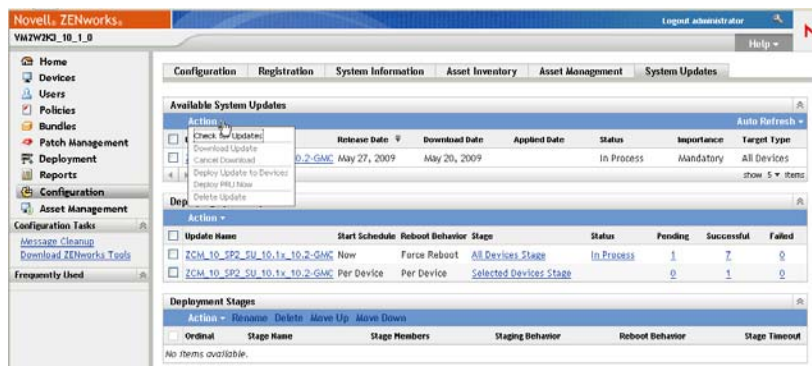 Novell® ZENworks®
Logout administrator
VM2W2K3_10_1_0
Help
Home
Devices
Users
Policies
Bundles
Patch Management
Deployment
Reports
Configuration
Asset Management
Configuration Tasks
Message Cleanup
Download ZENworks Tools
Frequently Used
Configuration Registration System Information Asset Inventory Asset Management System Updates
Available System Updates
Action Auto Refresh
Check for Updates
Download Update
Cancel Download
Deploy Update to Devices
Deploy PRU Now
Delete Update
Release Date Download Date Applied Date Status Importance Target Type
0.2-GMC May 27, 2009 May 20, 2009 In Process Mandatory All Devices
show 5 items
Dep
Action
Update Name Start Schedule Reboot Behavior Stage Status Pending Successful Failed
ZCM_10_SP2_SU_10.1x_10.2-GMC Now Force Reboot All Devices Stage In Process 1 7 0
ZCM_10_SP2_SU_10.1x_10.2-GMC Per Device Per Device Selected Devices Stage 0 1 0
Deployment Stages
Action Rename Delete Move Up Move Down
Ordinal Stage Name Stage Members Staging Behavior Reboot Behavior Stage Timeout
No items available.